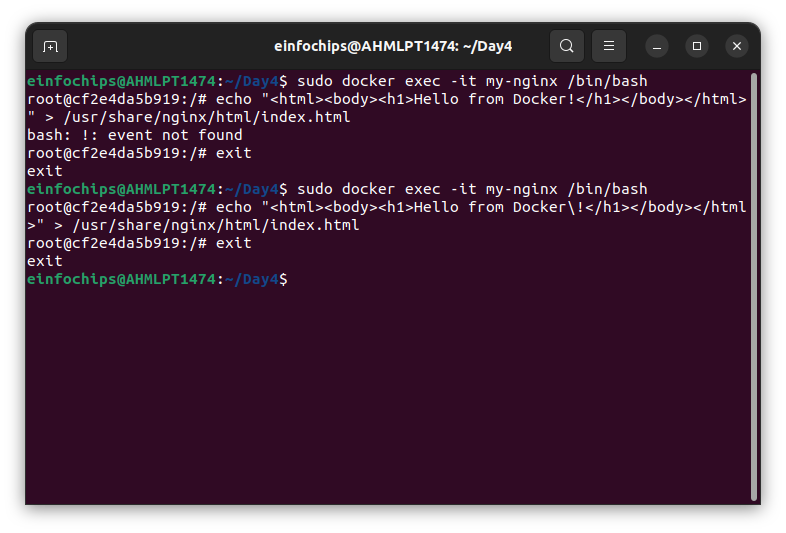 einfochips@AHMLPT1474: ~/Day4
einfochips@AHMLPT1474:~/Day4$ sudo docker exec -it my-nginx /bin/bash
root@cf2e4da5b919:/# echo "<html><body><h1>Hello from Docker!</h1></body></html>
" > /usr/share/nginx/html/index.html
bash: !: event not found
root@cf2e4da5b919:/# exit
exit
einfochips@AHMLPT1474:~/Day4$ sudo docker exec -it my-nginx /bin/bash
root@cf2e4da5b919:/# echo "<html><body><h1>Hello from Docker\!</h1></body></html
>" > /usr/share/nginx/html/index.html
root@cf2e4da5b919:/# exit
exit
einfochips@AHMLPT1474:~/Day4$